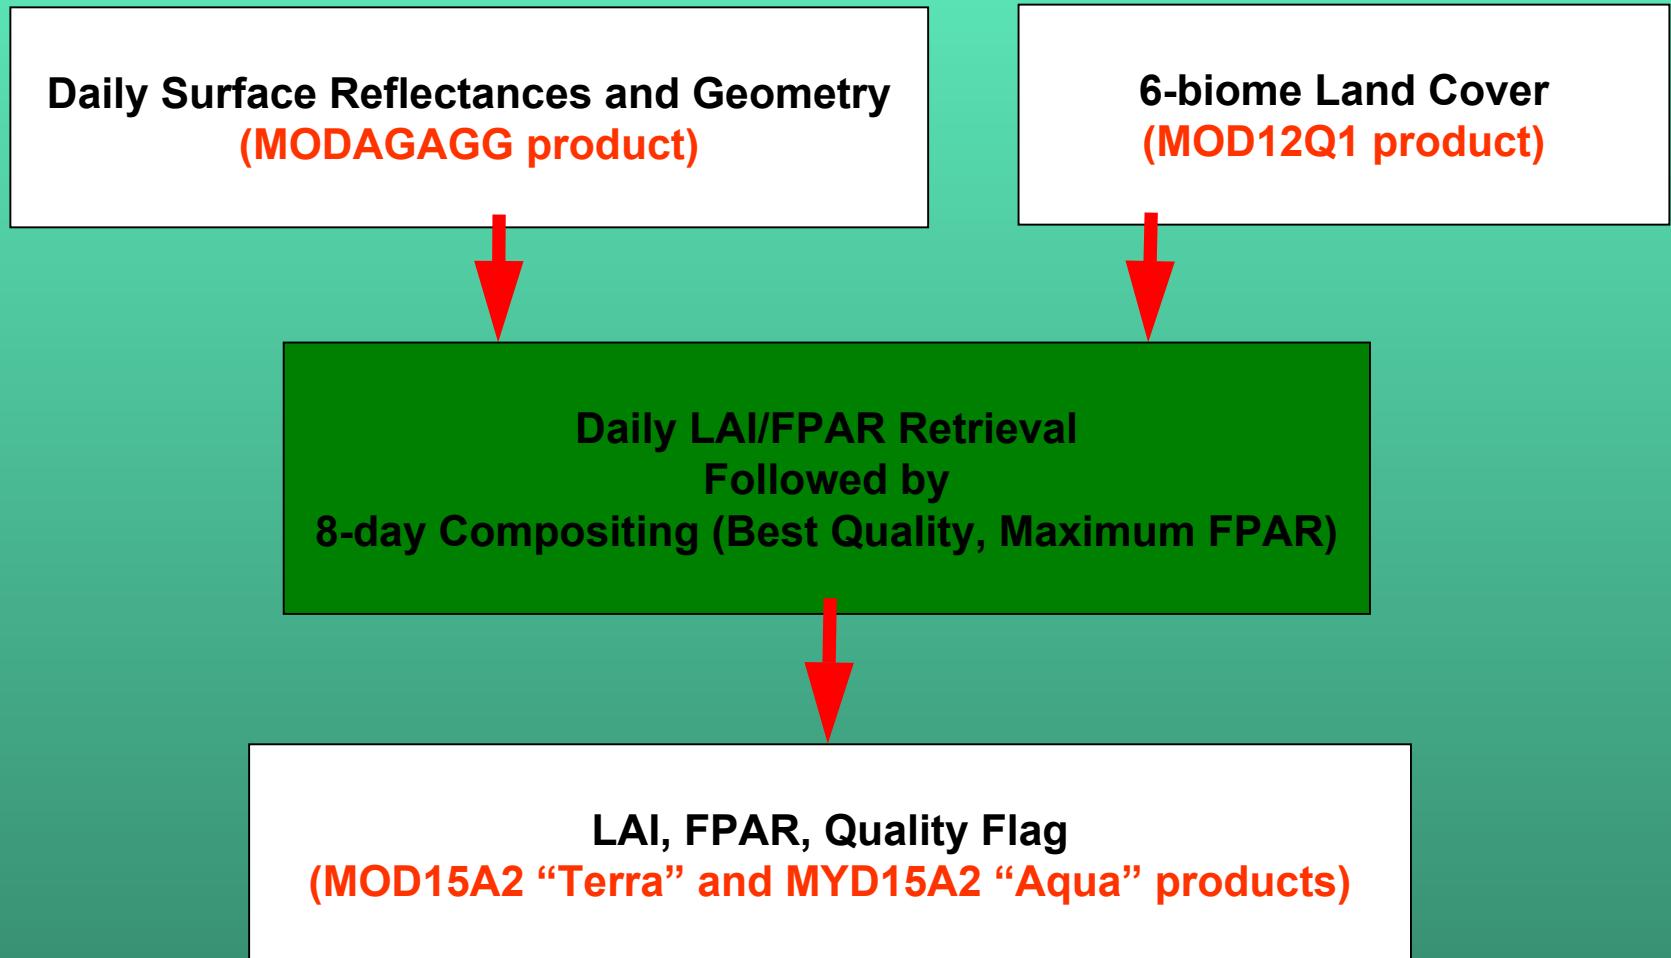 Daily Surface Reflectances and Geometry
(MODAGAGG product)
6-biome Land Cover
(MOD12Q1 product)
Daily LAI/FPAR Retrieval
Followed by
8-day Compositing (Best Quality, Maximum FPAR)
LAI, FPAR, Quality Flag
(MOD15A2 “Terra” and MYD15A2 “Aqua” products)